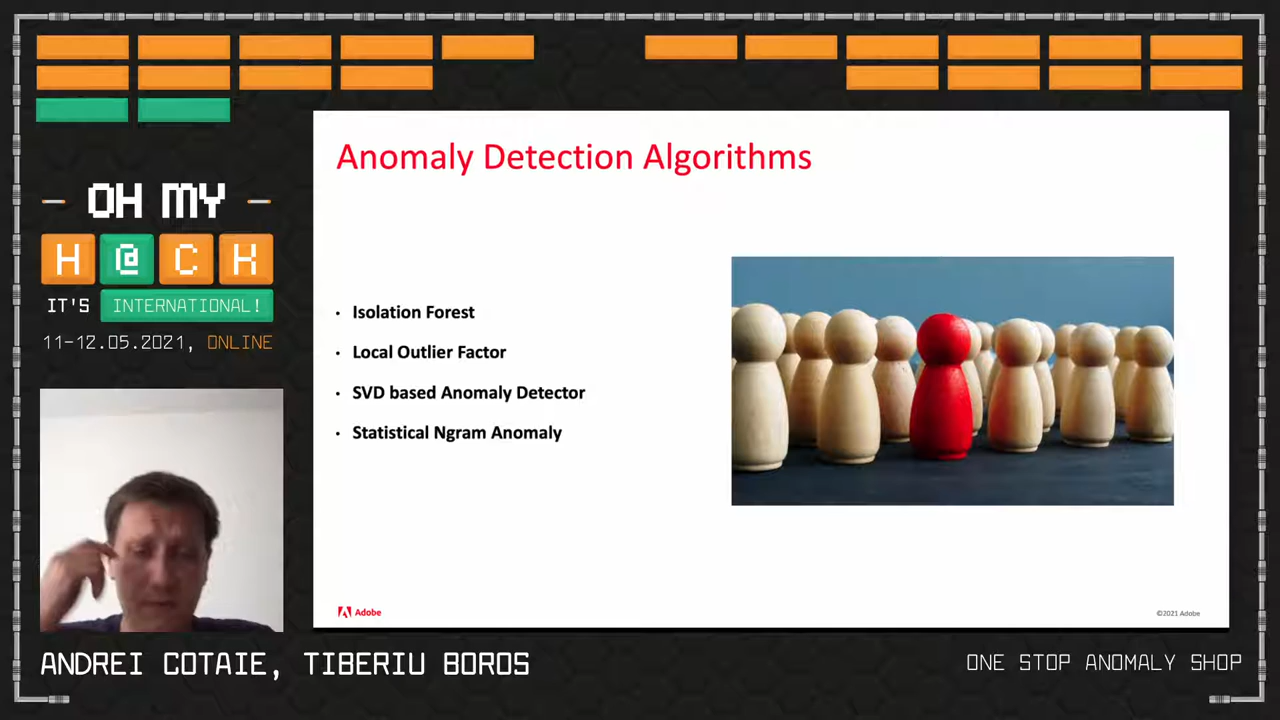 OH MY
H@CK
IT'S INTERNATIONAL!
11-12.05.2021, ONLINE
Anomaly Detection Algorithms
• Isolation Forest
• Local Outlier Factor
• SVD based Anomaly Detector
• Statistical Ngram Anomaly
Adobe
©2021 Adobe
ANDREI COTAIE, TIBERIU BOROS
ONE STOP ANOMALY SHOP